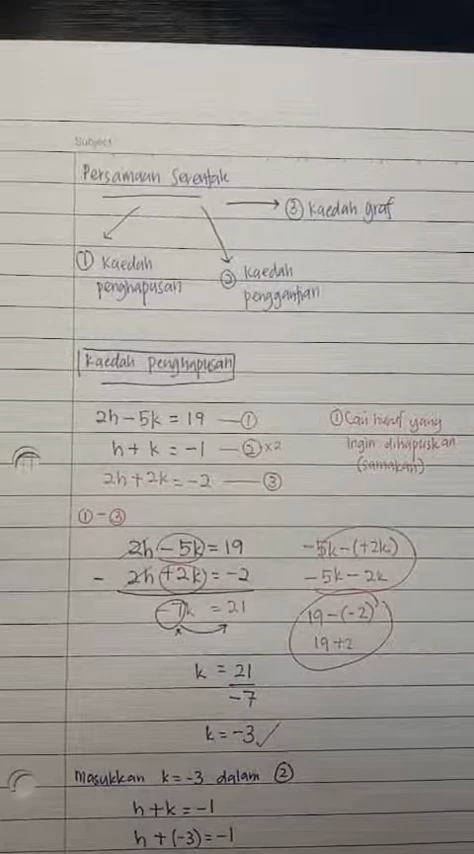 Subject
Persamaan Serentak
③ kaedah graf
① kaedah
penghapusan
② kaedah
penggantian
kaedah penghapusan
2h - 5k = 19 — ①
h + k = -1 — ② ×2
2h + 2k = -2 — ③
① Cari huruf yang
ingin dihapuskan
(samakan)
① - ③
2h - 5k = 19
- 2h + 2k = -2
-7k = 21
-5k - (+2k)
-5k - 2k
19 - (-2)
19 + 2
k = 21
-7
k = -3 ✓
Masukkan k = -3 dalam ②
h + k = -1
h + (-3) = -1